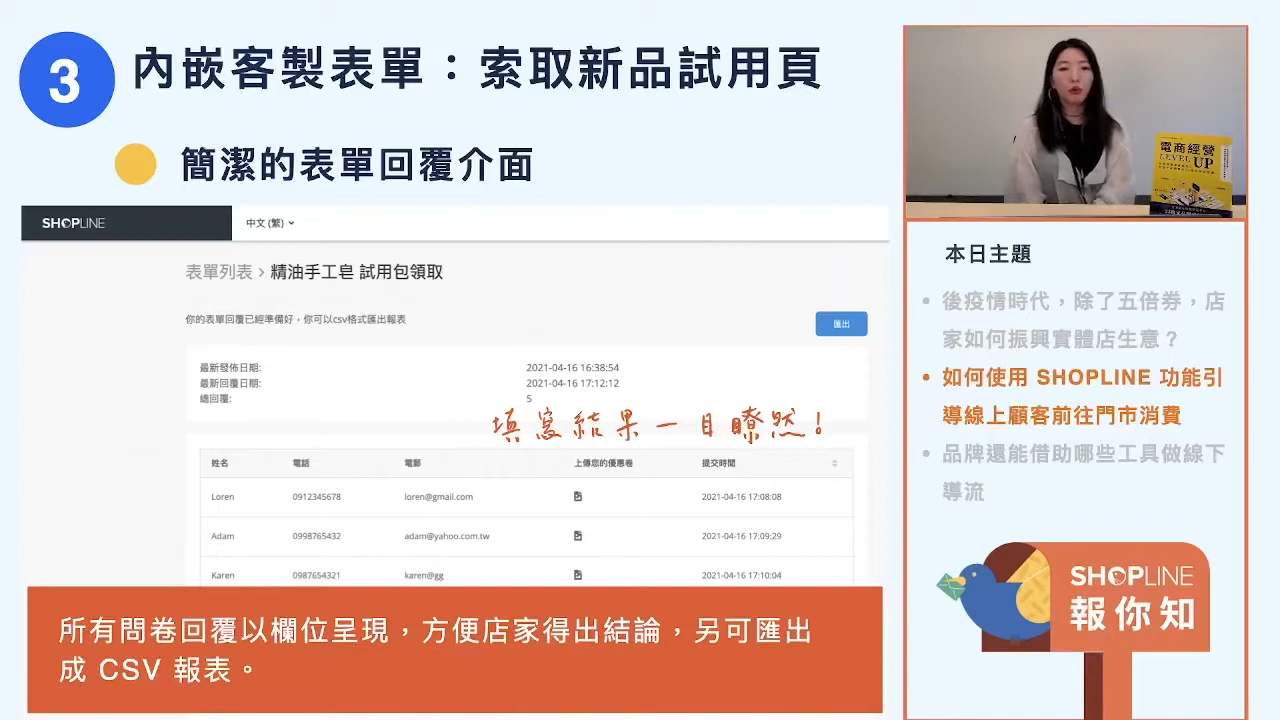 3
內嵌客製表單：索取新品試用頁
簡潔的表單回覆介面
SHOPLINE
中文 (繁)
表單列表 > 精油手工皂 試用包領取
你的表單回覆已經準備好，你可以csv格式匯出報表
匯出
最新發佈日期: 2021-04-16 16:38:54
最新回覆日期: 2021-04-16 17:12:12
總回覆: 5
填寫結果一目瞭然!
姓名 電話 電郵 上傳您的優惠卷 提交時間
Loren 0912345678 loren@gmail.com 2021-04-16 17:08:08
Adam 0998765432 adam@yahoo.com.tw 2021-04-16 17:09:29
Karen 0987654321 karen@gg 2021-04-16 17:10:04
所有問卷回覆以欄位呈現，方便店家得出結論，另可匯出
成 CSV 報表。
電商經營
LEVEL UP
本日主題
• 後疫情時代，除了五倍券，店
家如何振興實體店生意？
• 如何使用 SHOPLINE 功能引
導線上顧客前往門市消費
• 品牌還能借助哪些工具做線下
導流
SHOPLINE
報你知